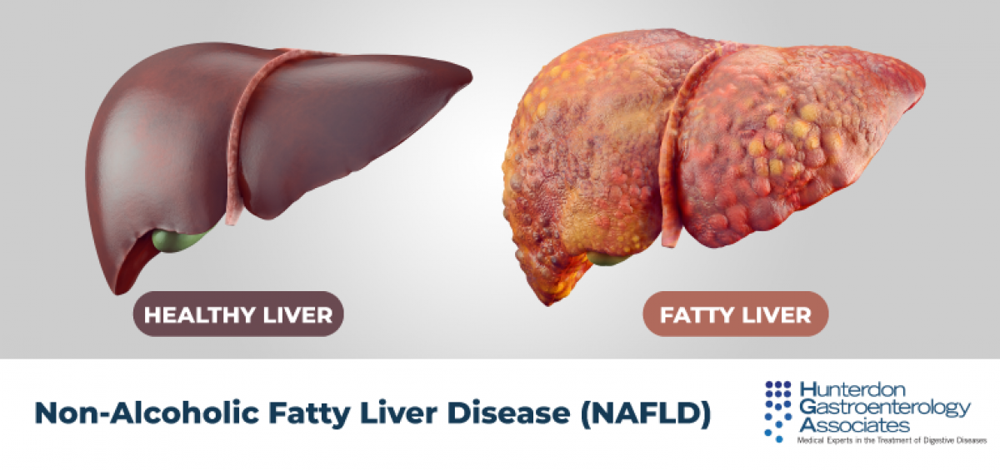 HEALTHY LIVER
FATTY LIVER
Non-Alcoholic Fatty Liver Disease (NAFLD)
Hunterdon
Gastroenterology
Associates
Medical Experts in the Treatment of Digestive Diseases